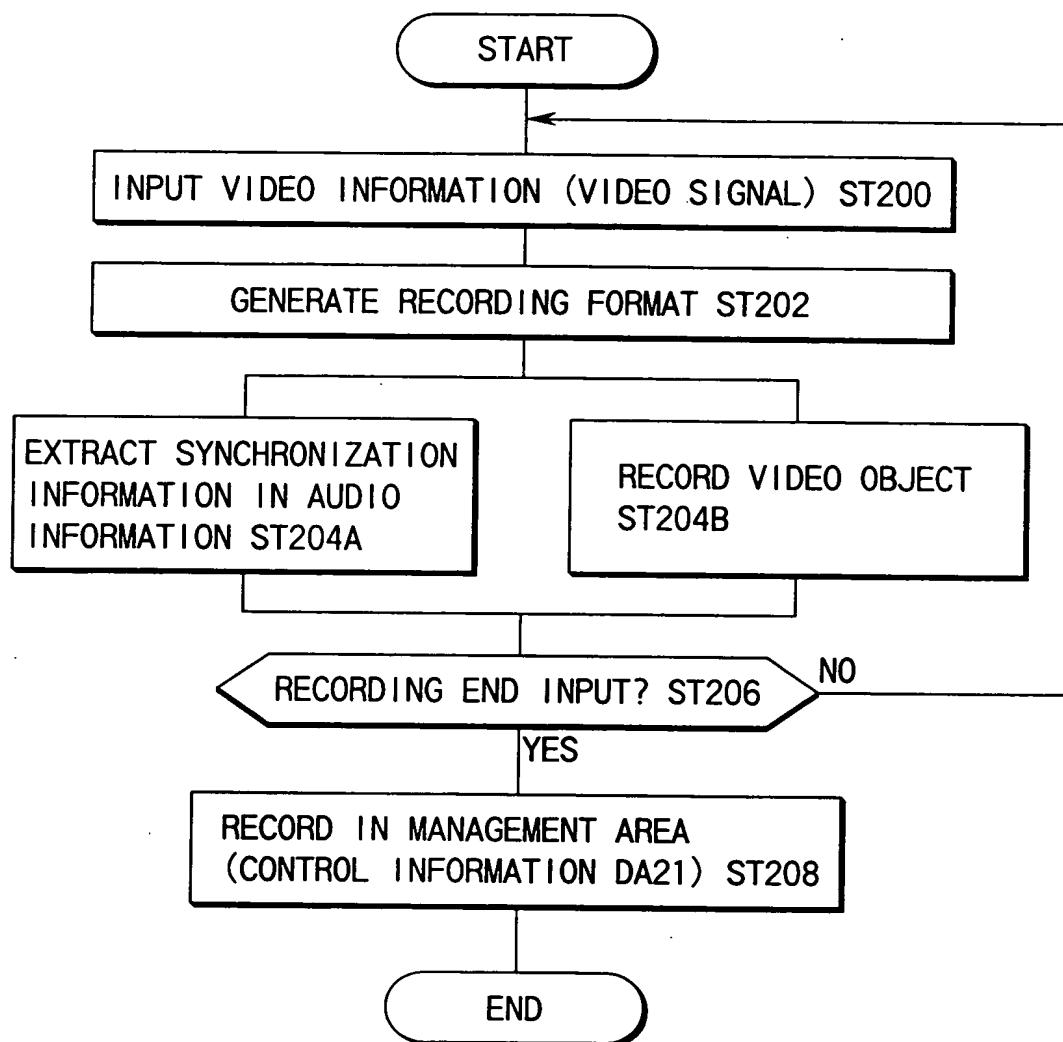 START
INPUT VIDEO INFORMATION (VIDEO SIGNAL) ST200
GENERATE RECORDING FORMAT ST202
EXTRACT SYNCHRONIZATION
INFORMATION IN AUDIO
INFORMATION ST204A
RECORD VIDEO OBJECT
ST204B
RECORDING END INPUT? ST206
NO
YES
RECORD IN MANAGEMENT AREA
(CONTROL INFORMATION DA21) ST208
END